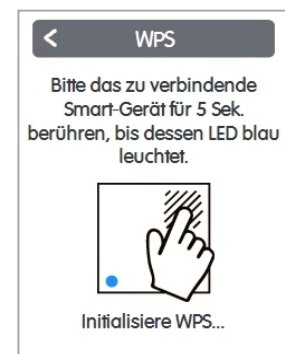 WPS
Bitte das zu verbindende
Smart-Gerät für 5 Sek.
berühren, bis dessen LED blau
leuchtet.
Initialisiere WPS...